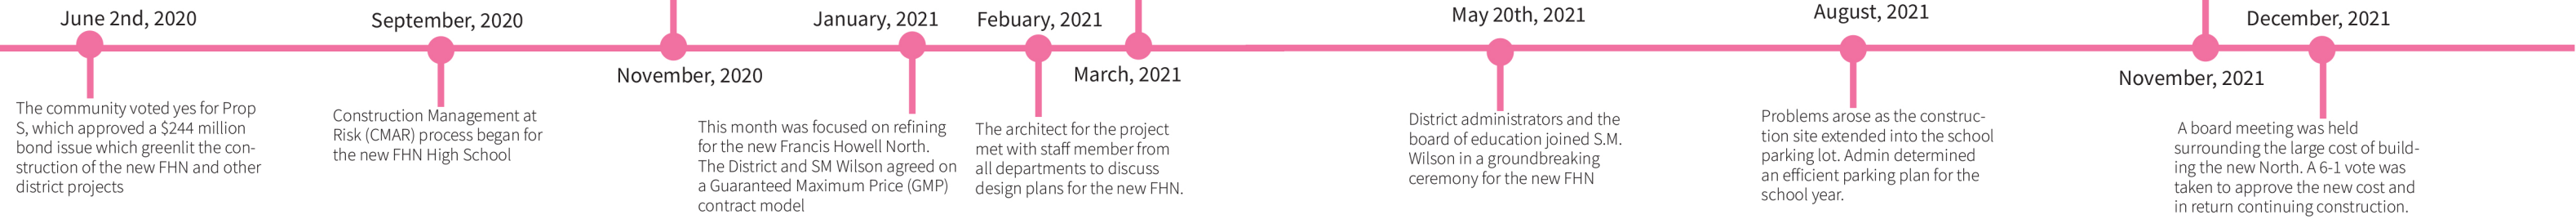 June 2nd, 2020
The community voted yes for Prop
S, which approved a $244 million
bond issue which greenlit the con-
struction of the new FHN and other
district projects
September, 2020
Construction Management at
Risk (CMAR) process began for
the new FHN High School
November, 2020
January, 2021
This month was focused on refining
for the new Francis Howell North.
The District and SM Wilson agreed on
a Guaranteed Maximum Price (GMP)
contract model
Febuary, 2021
The architect for the project
met with staff member from
all departments to discuss
design plans for the new FHN.
March, 2021
May 20th, 2021
District administrators and the
board of education joined S.M.
Wilson in a groundbreaking
ceremony for the new FHN
August, 2021
Problems arose as the construc-
tion site extended into the school
parking lot. Admin determined
an efficient parking plan for the
school year.
November, 2021
December, 2021
A board meeting was held
surrounding the large cost of build-
ing the new North. A 6-1 vote was
taken to approve the new cost and
in return continuing construction.